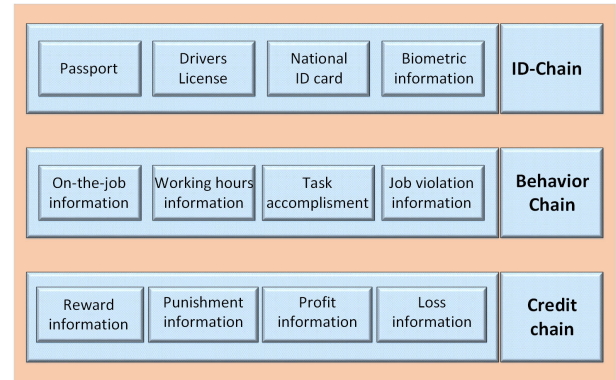 Passport
Drivers
License
National
ID card
Biometric
information
ID-Chain
On-the-job
information
Working hours
information
Task
accomplisment
Job violation
information
Behavior
Chain
Reward
information
Punishment
information
Profit
information
Loss
information
Credit
chain